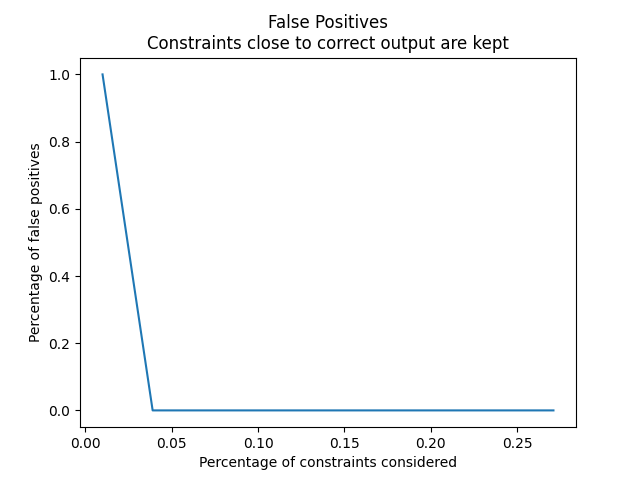 False Positives
Constraints close to correct output are kept
1.0
0.8
0.6
0.4
0.2
0.0
Percentage of false positives
0.00 0.05 0.10 0.15 0.20 0.25
Percentage of constraints considered